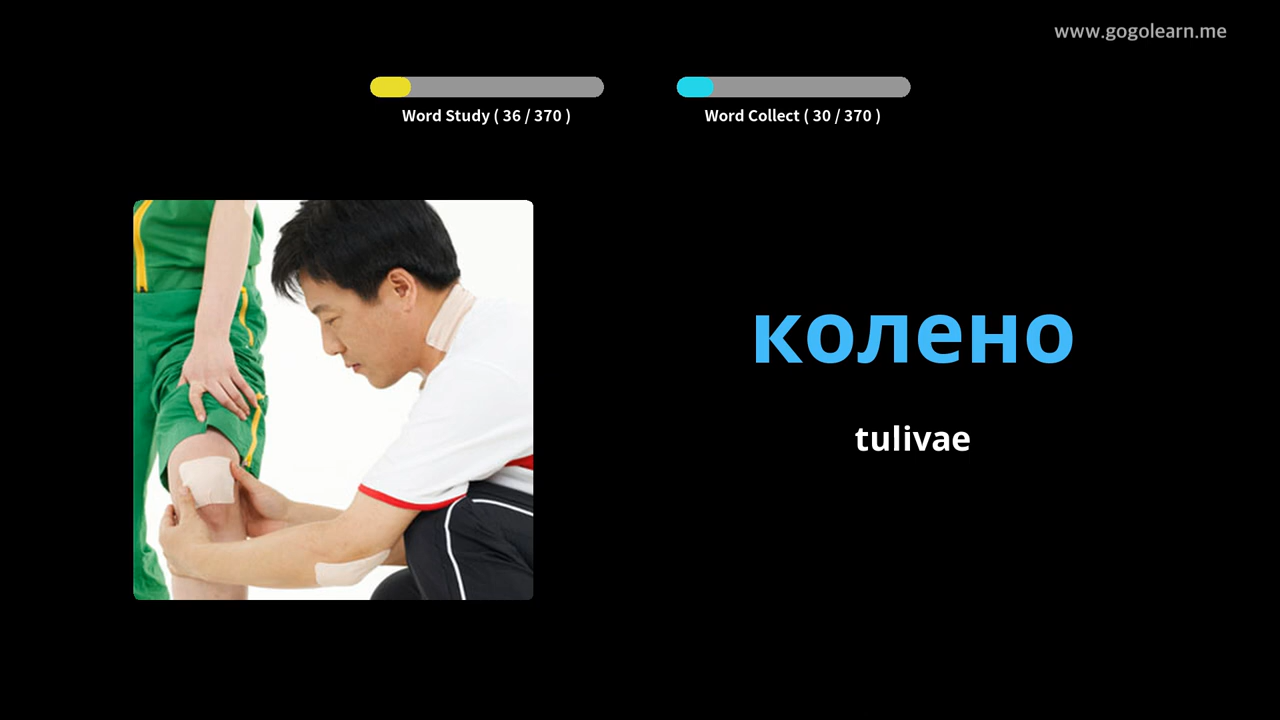 www.gogolearn.me
Word Study ( 36 / 370 )
Word Collect ( 30 / 370 )
колено
tulivae